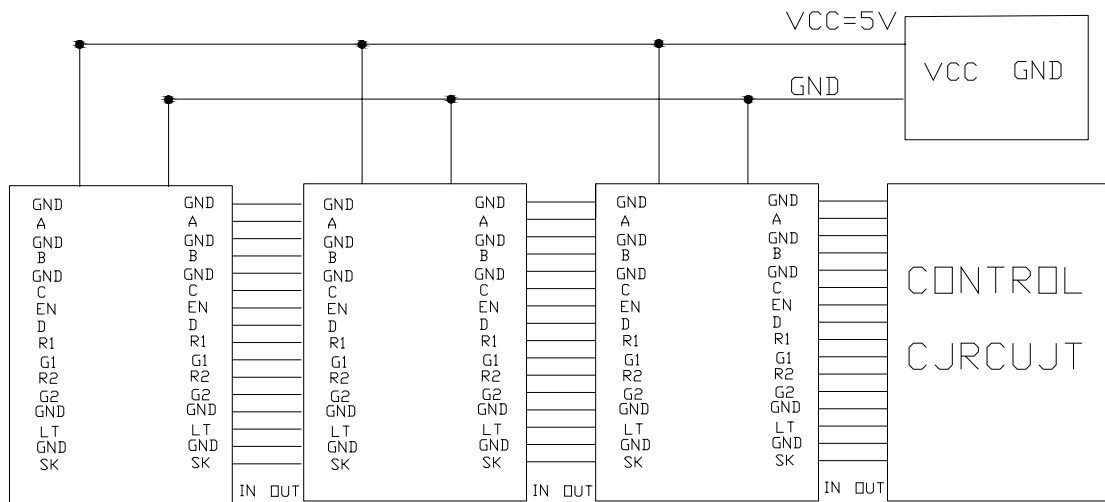 VCC=5V
VCC GND
GND
GND GND GND GND GND GND
A A A A A A
GND GND GND GND GND GND
B B B B B B
GND GND GND GND GND GND
C C C C C C
CONTROL
EN EN EN EN EN EN
D D D D D D
R1 R1 R1 R1 R1 R1
CJRCUJT
G1 G1 G1 G1 G1 G1
R2 R2 R2 R2 R2 R2
G2 G2 G2 G2 G2 G2
GND GND GND GND GND GND
LT LT LT LT LT LT
GND GND GND GND GND GND
SK SK SK SK SK SK
IN OUT IN OUT IN OUT